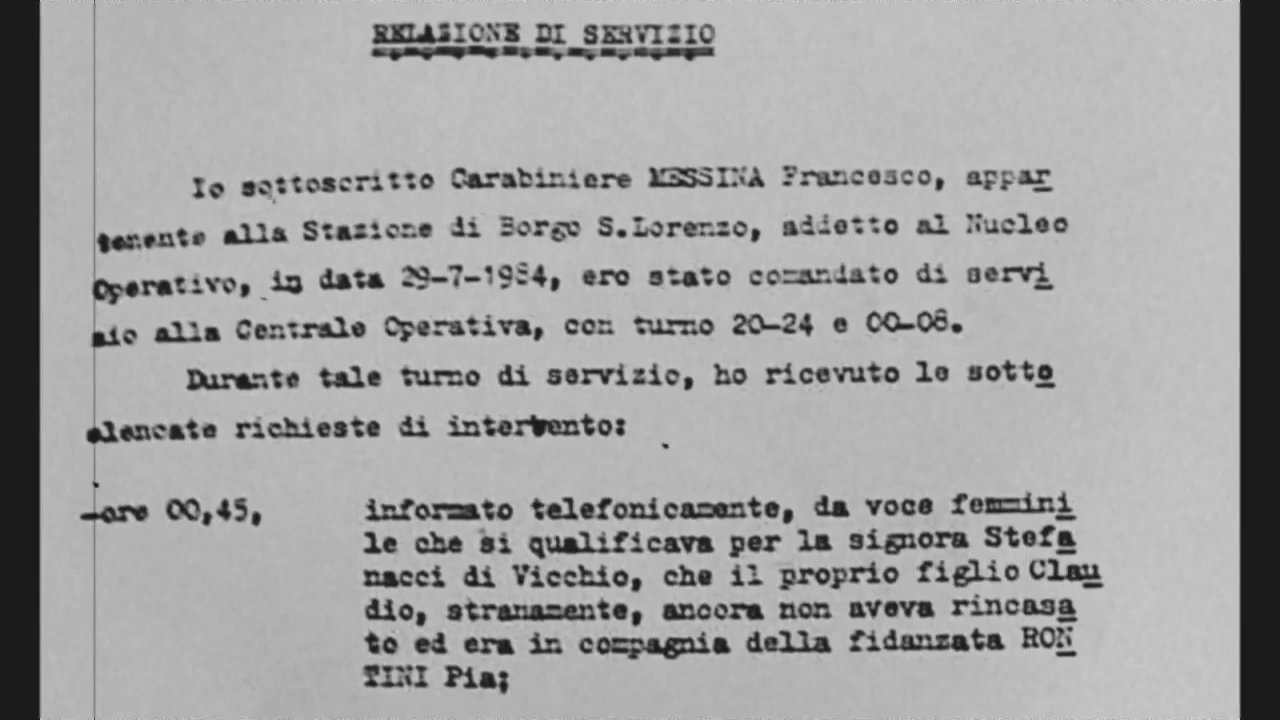 RELAZIONE DI SERVIZIO
Io sottoscritto Carabiniere MESSINA Francesco, appar
tenente alla Stazione di Borgo S.Lorenzo, addetto al Nucleo
Operativo, in data 29-7-1984, ero stato comandato di servi
zio alla Centrale Operativa, con turno 20-24 e 00-08.
Durante tale turno di servizio, ho ricevuto le sotto
elencate richieste di intervento:
-ore 00,45, informato telefonicamente, da voce femmini
le che si qualificava per la signora Stefa
nacci di Vicchio, che il proprio figlio Clau
dio, stranamente, ancora non aveva rincasa
to ed era in compagnia della fidanzata RON
TINI Pia;